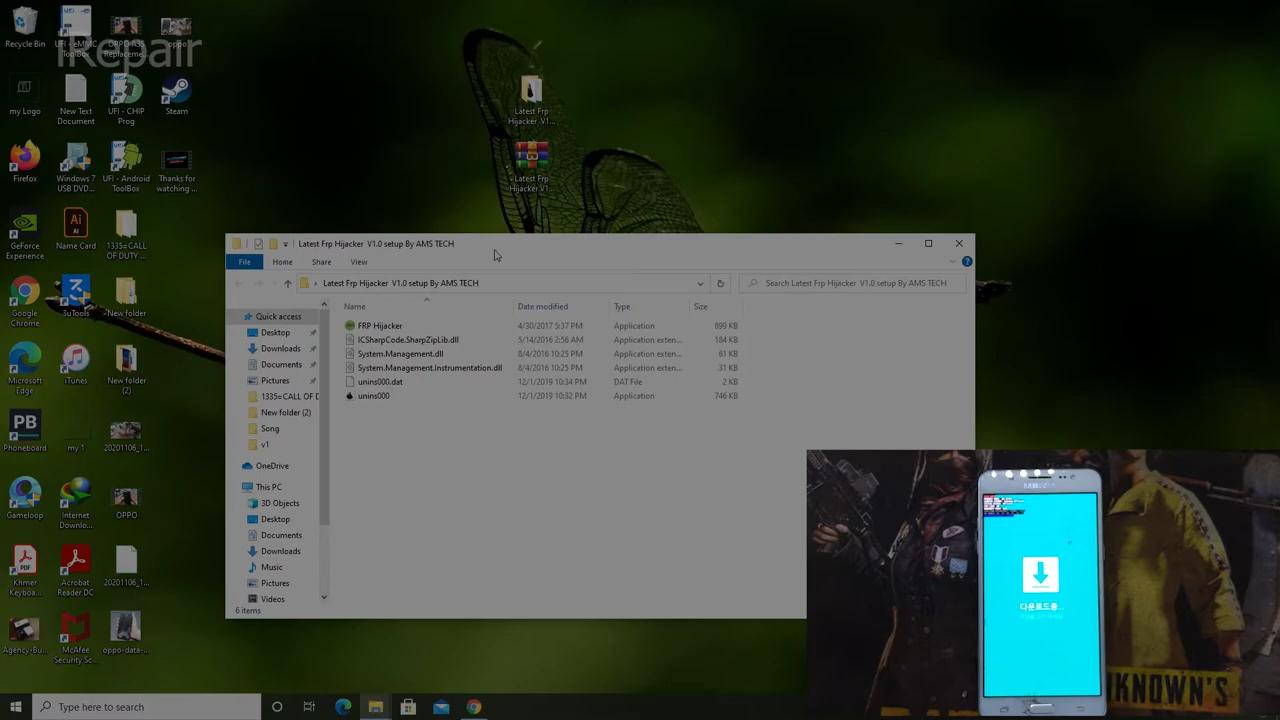 iRepair
Recycle Bin
UFI - eMMC
ToolBox
OPPO A3S
Replaceme...
oppo
my Logo
New Text
Document
UFI - CHIP
Prog
Steam
Firefox
Windows 7
USB DVD...
UFI - Android
ToolBox
Thanks for
watching ...
GeForce
Experience
Name Card
1335=CALL
OF DUTY ...
Google
Chrome
3uTools
New folder
Microsoft
Edge
iTunes
New folder
(2)
Phoneboard
my 1
20201106_1...
Gameloop
Internet
Downlo...
OPPO
Khmer
Keyboa...
Acrobat
Reader DC
20201106_1...
Agency-Bu...
McAfee
Security Sc...
oppo-data-...
Latest Frp
Hijacker V1...
Latest Frp
Hijacker V1...
Latest Frp Hijacker V1.0 setup By AMS TECH
File Home Share View
Latest Frp Hijacker V1.0 setup By AMS TECH
Search Latest Frp Hijacker V1.0 setup By AMS TECH
Name Date modified Type Size
FRP Hijacker 4/30/2017 5:37 PM Application 899 KB
ICSharpCode.SharpZipLib.dll 5/14/2016 2:56 AM Application exten... 184 KB
System.Management.dll 8/4/2016 10:25 PM Application exten... 61 KB
System.Management.Instrumentation.dll 8/4/2016 10:25 PM Application exten... 31 KB
unins000.dat 12/1/2019 10:34 PM DAT File 2 KB
unins000 12/1/2019 10:32 PM Application 746 KB
Quick access
Desktop
Downloads
Documents
Pictures
1335=CALL OF D
New folder (2)
Song
v1
OneDrive
This PC
3D Objects
Desktop
Documents
Downloads
Music
Pictures
Videos
6 items
SAMSUNG
다운로드중...
NKNOWN'S
Type here to search